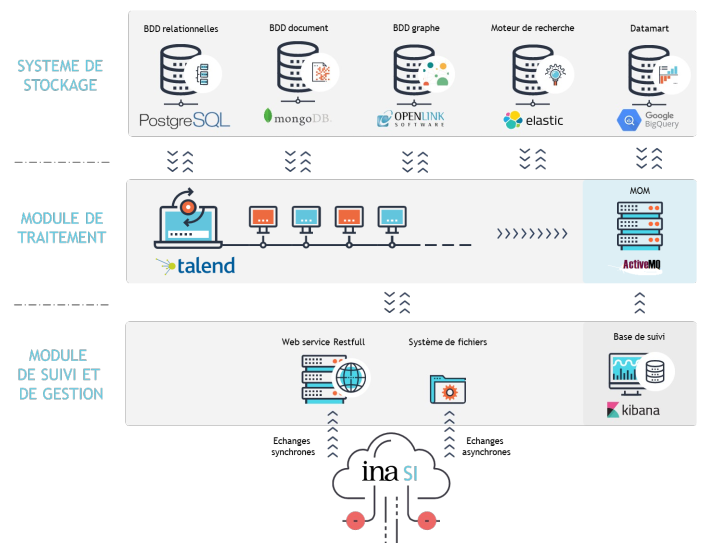 BDD relationnelles
BDD document
BDD graphe
Moteur de recherche
Datamart
SYSTEME DE
STOCKAGE
PostgreSQL
mongoDB
OPENLINK
SOFTWARE
elastic
Google
BigQuery
MODULE DE
TRAITEMENT
talend
MOM
ActiveMQ
MODULE
DE SUIVI ET
DE GESTION
Web service Restfull
Système de fichiers
Base de suivi
kibana
Echanges
synchrones
Echanges
asynchrones
ina SI